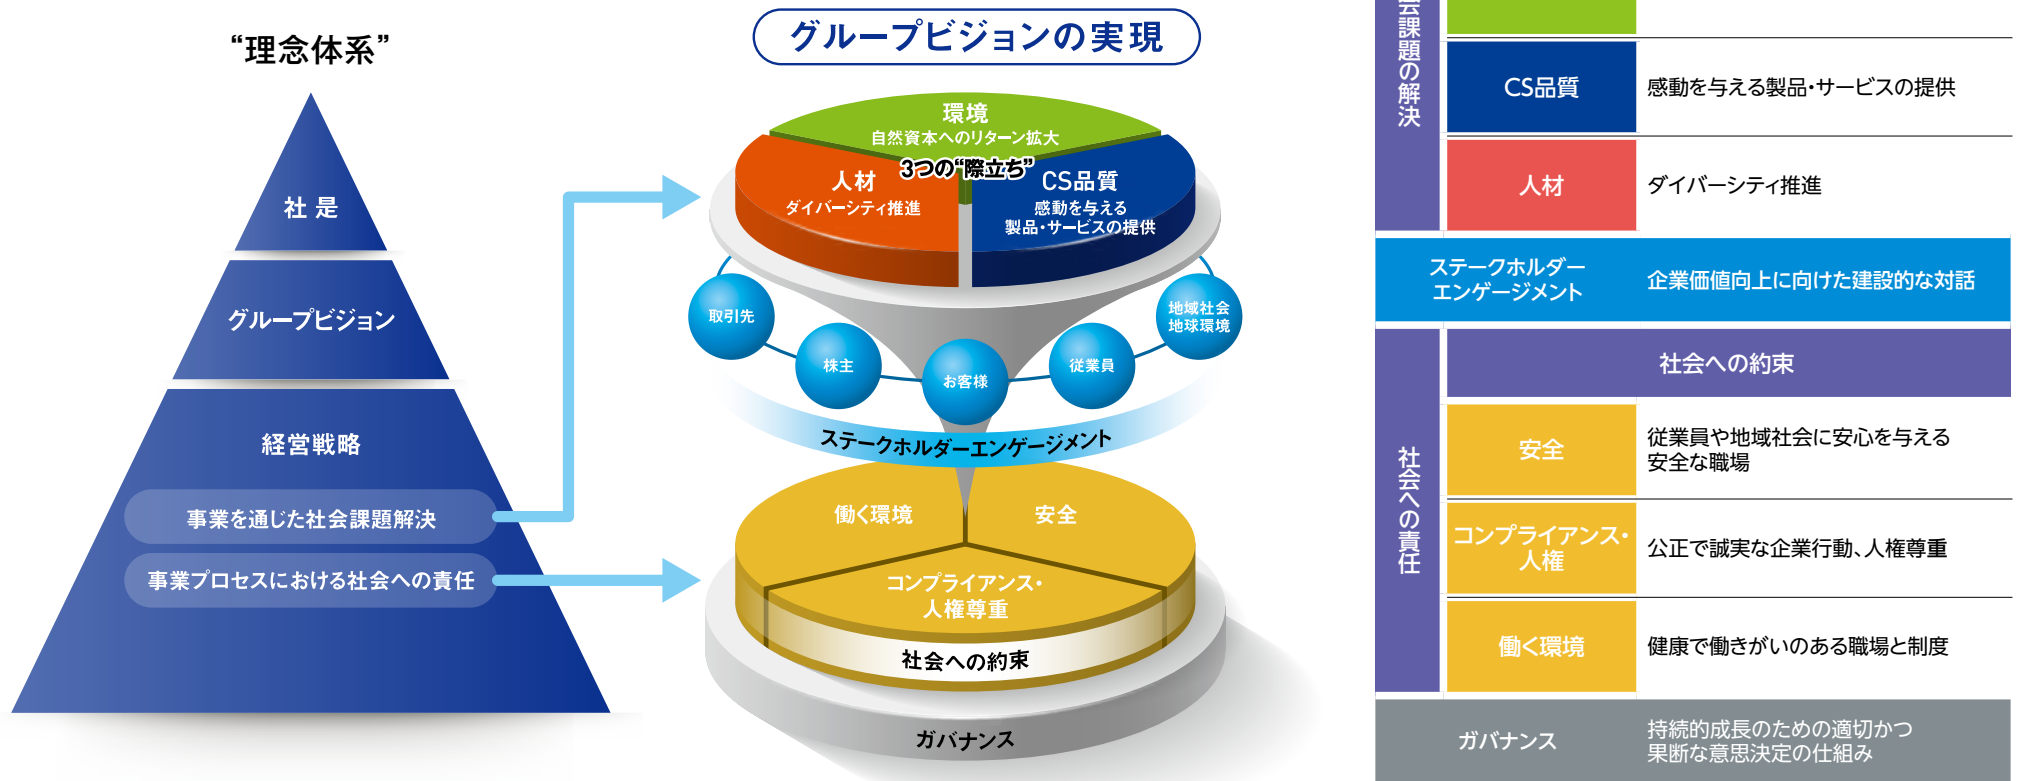 “理念体系”
社是
グループビジョン
経営戦略
事業を通じた社会課題解決
事業プロセスにおける社会への責任
グループビジョンの実現
環境
自然資本へのリターン拡大
3つの“際立ち”
人材
ダイバーシティ推進
CS品質
感動を与える
製品・サービスの提供
取引先
株主
お客様
従業員
地域社会
地球環境
ステークホルダーエンゲージメント
働く環境
安全
コンプライアンス・
人権尊重
社会への約束
ガバナンス
会課題の解決
CS品質
感動を与える製品・サービスの提供
人材
ダイバーシティ推進
ステークホルダー
エンゲージメント
企業価値向上に向けた建設的な対話
社会への責任
社会への約束
安全
従業員や地域社会に安心を与える
安全な職場
コンプライアンス・
人権
公正で誠実な企業行動、人権尊重
働く環境
健康で働きがいのある職場と制度
ガバナンス
持続的成長のための適切かつ
果断な意思決定の仕組み